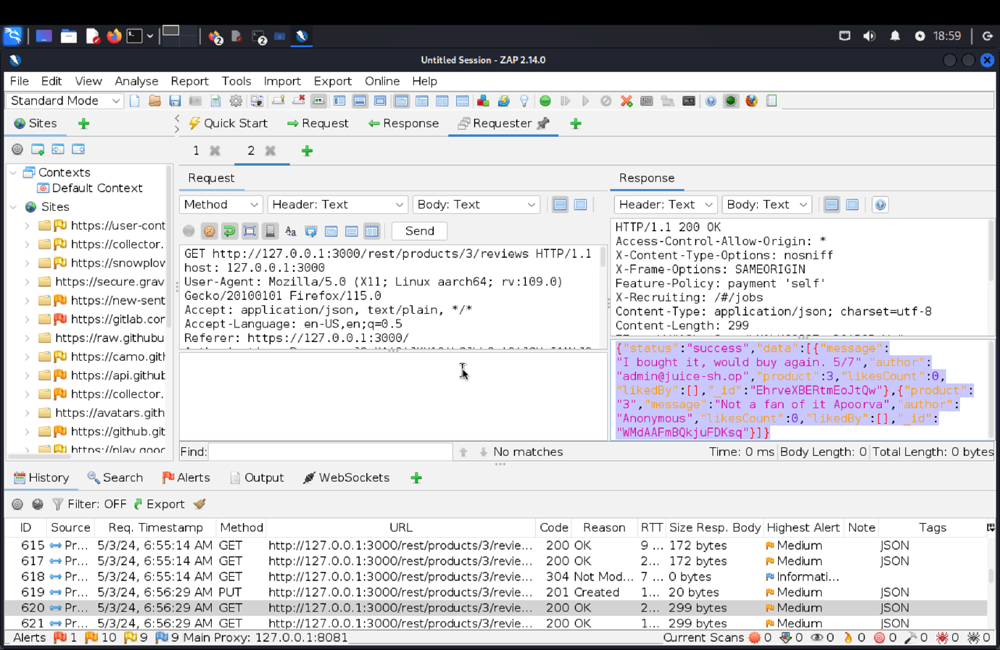 2
2
18:59
Untitled Session - ZAP 2.14.0
File Edit View Analyse Report Tools Import Export Online Help
Standard Mode
Sites
Quick Start Request Response Requester
1 2
Contexts
Default Context
Sites
https://user-cont
https://collector.
https://snowplov
https://secure.grav
https://new-sent
https://gitlab.cor
https://raw.githubu
https://camo.gitl
https://api.github
https://collector.
https://avatars.gith
https://github.git
https://play.goog
Request
Method Header: Text Body: Text
Send
GET http://127.0.0.1:3000/rest/products/3/reviews HTTP/1.1
host: 127.0.0.1:3000
User-Agent: Mozilla/5.0 (X11; Linux aarch64; rv:109.0)
Gecko/20100101 Firefox/115.0
Accept: application/json, text/plain, */*
Accept-Language: en-US,en;q=0.5
Referer: https://127.0.0.1:3000/
Response
Header: Text Body: Text
HTTP/1.1 200 OK
Access-Control-Allow-Origin: *
X-Content-Type-Options: nosniff
X-Frame-Options: SAMEORIGIN
Feature-Policy: payment 'self'
X-Recruiting: /#/jobs
Content-Type: application/json; charset=utf-8
Content-Length: 299
{"status":"success","data":[{"message":
"I bought it, would buy again. 5/7","author":
"admin@juice-sh.op","product":3,"likesCount":0,
"likedBy":[],"_id":"EhrveXBERtmEoJtQw"},{"product":
"3","message":"Not a fan of it Apoorva","author":
"Anonymous","likesCount":0,"likedBy":[],"_id":
"WMdAAFmBQkjuFDKsq"}]}
Find: No matches Time: 0 ms Body Length: 0 Total Length: 0 bytes
History Search Alerts Output WebSockets
Filter: OFF Export
ID Source Req. Timestamp Method URL Code Reason RTT Size Resp. Body Highest Alert Note Tags
615 Pr... 5/3/24, 6:55:14 AM GET http://127.0.0.1:3000/rest/products/3/revie... 200 OK 9 ... 172 bytes Medium JSON
617 Pr... 5/3/24, 6:55:14 AM GET http://127.0.0.1:3000/rest/products/3/revie... 200 OK 2... 172 bytes Medium JSON
618 Pr... 5/3/24, 6:55:14 AM GET http://127.0.0.1:3000/rest/products/3/revie... 304 Not Mod... 7 ... 0 bytes Informati...
619 Pr... 5/3/24, 6:56:29 AM PUT http://127.0.0.1:3000/rest/products/3/revie... 201 Created 1... 20 bytes Medium JSON
620 Pr... 5/3/24, 6:56:29 AM GET http://127.0.0.1:3000/rest/products/3/revie... 200 OK 2... 299 bytes Medium JSON
621 Pr... 5/3/24, 6:56:29 AM GET http://127.0.0.1:3000/rest/products/3/revie... 200 OK 1... 299 bytes Medium JSON
Alerts 1 10 9 9 Main Proxy: 127.0.0.1:8081 Current Scans 0 0 0 0 0 0 0 0